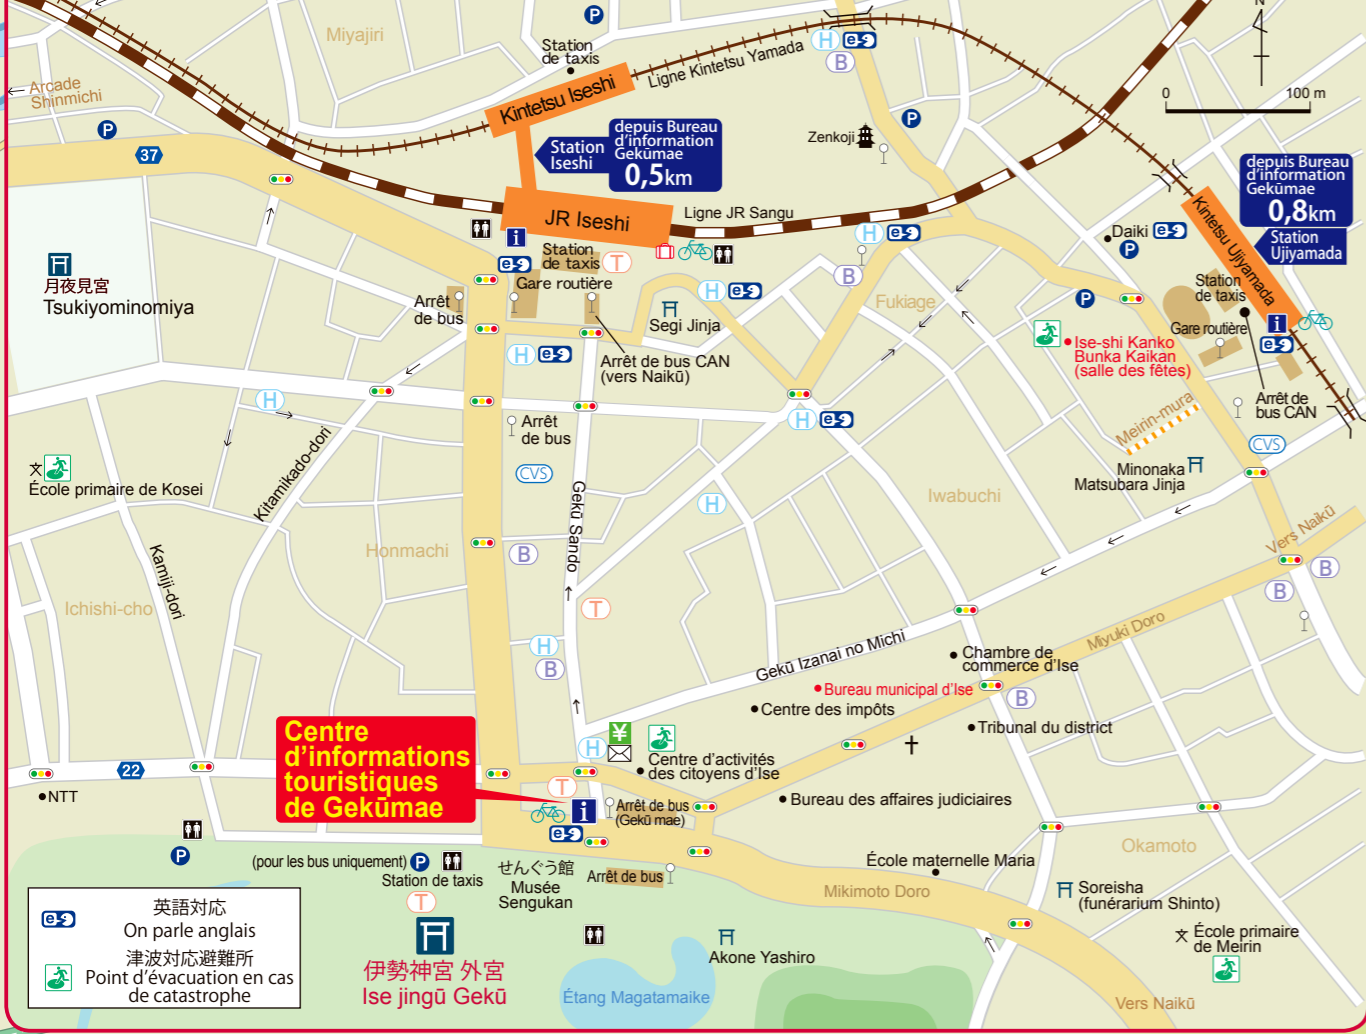 Miyajiri
P
Station
de taxis
H
B
N
0
100 m
Arcade
Shinmichi
P
37
Kintetsu Iseshi
Ligne Kintetsu Yamada
Station
Iseshi
depuis Bureau
d'information
Gekūmae
0,5km
Zenkoji
P
depuis Bureau
d'information
Gekūmae
0,8km
Station
Ujiyamada
Kintetsu Ujiyamada
JR Iseshi
Ligne JR Sangu
月夜見宮
Tsukiyominomiya
i
Station
de taxis
T
Gare routière
H
B
Daiki
P
Arrêt
de bus
H
Segi Jinja
Fukiage
P
Station
de taxis
Gare routière
i
H
Arrêt de bus CAN
(vers Naikū)
Ise-shi Kanko
Bunka Kaikan
(salle des fêtes)
Arrêt de
bus CAN
H
H
Arrêt
de bus
CVS
Meirin-mura
CVS
文
École primaire de Kosei
Kitamikado-dori
Minonaka
Matsubara Jinja
Gekū Sando
H
Iwabuchi
Honmachi
B
Kamiji-dori
Vers Naikū
B
B
Ichishi-cho
T
H
B
Gekū Izanai no Michi
Miyuki Doro
Chambre de
commerce d'Ise
Bureau municipal d'Ise
B
Centre des impôts
Tribunal du district
Centre
d'informations
touristiques
de Gekūmae
H
¥
Centre d'activités
des citoyens d'Ise
22
NTT
T
i
Arrêt de bus
(Gekū mae)
Bureau des affaires judiciaires
P
(pour les bus uniquement)
P
Station de taxis
T
せんぐう館
Musée
Sengukan
Arrêt de bus
École maternelle Maria
Okamoto
Mikimoto Doro
Soreisha
(funérarium Shinto)
文
École primaire
de Meirin
伊勢神宮 外宮
Ise jingū Gekū
Akone Yashiro
Étang Magatamaike
Vers Naikū
英語対応
On parle anglais
津波対応避難所
Point d'évacuation en cas
de catastrophe